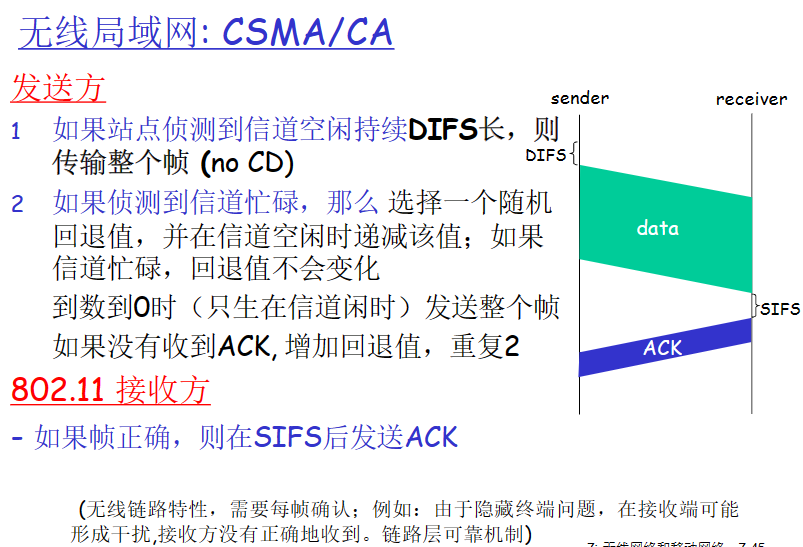 无线局域网: CSMA/CA
发送方
1 如果站点侦测到信道空闲持续DIFS长，则
传输整个帧 (no CD)
2 如果侦测到信道忙碌，那么 选择一个随机
回退值，并在信道空闲时递减该值；如果
信道忙碌，回退值不会变化
到数到0时（只生在信道闲时）发送整个帧
如果没有收到ACK, 增加回退值，重复2
802.11 接收方
- 如果帧正确，则在SIFS后发送ACK
(无线链路特性，需要每帧确认；例如：由于隐藏终端问题，在接收端可能
形成干扰,接收方没有正确地收到。链路层可靠机制)
sender
receiver
DIFS
data
SIFS
ACK
7: 无线网络和移动网络 7-45